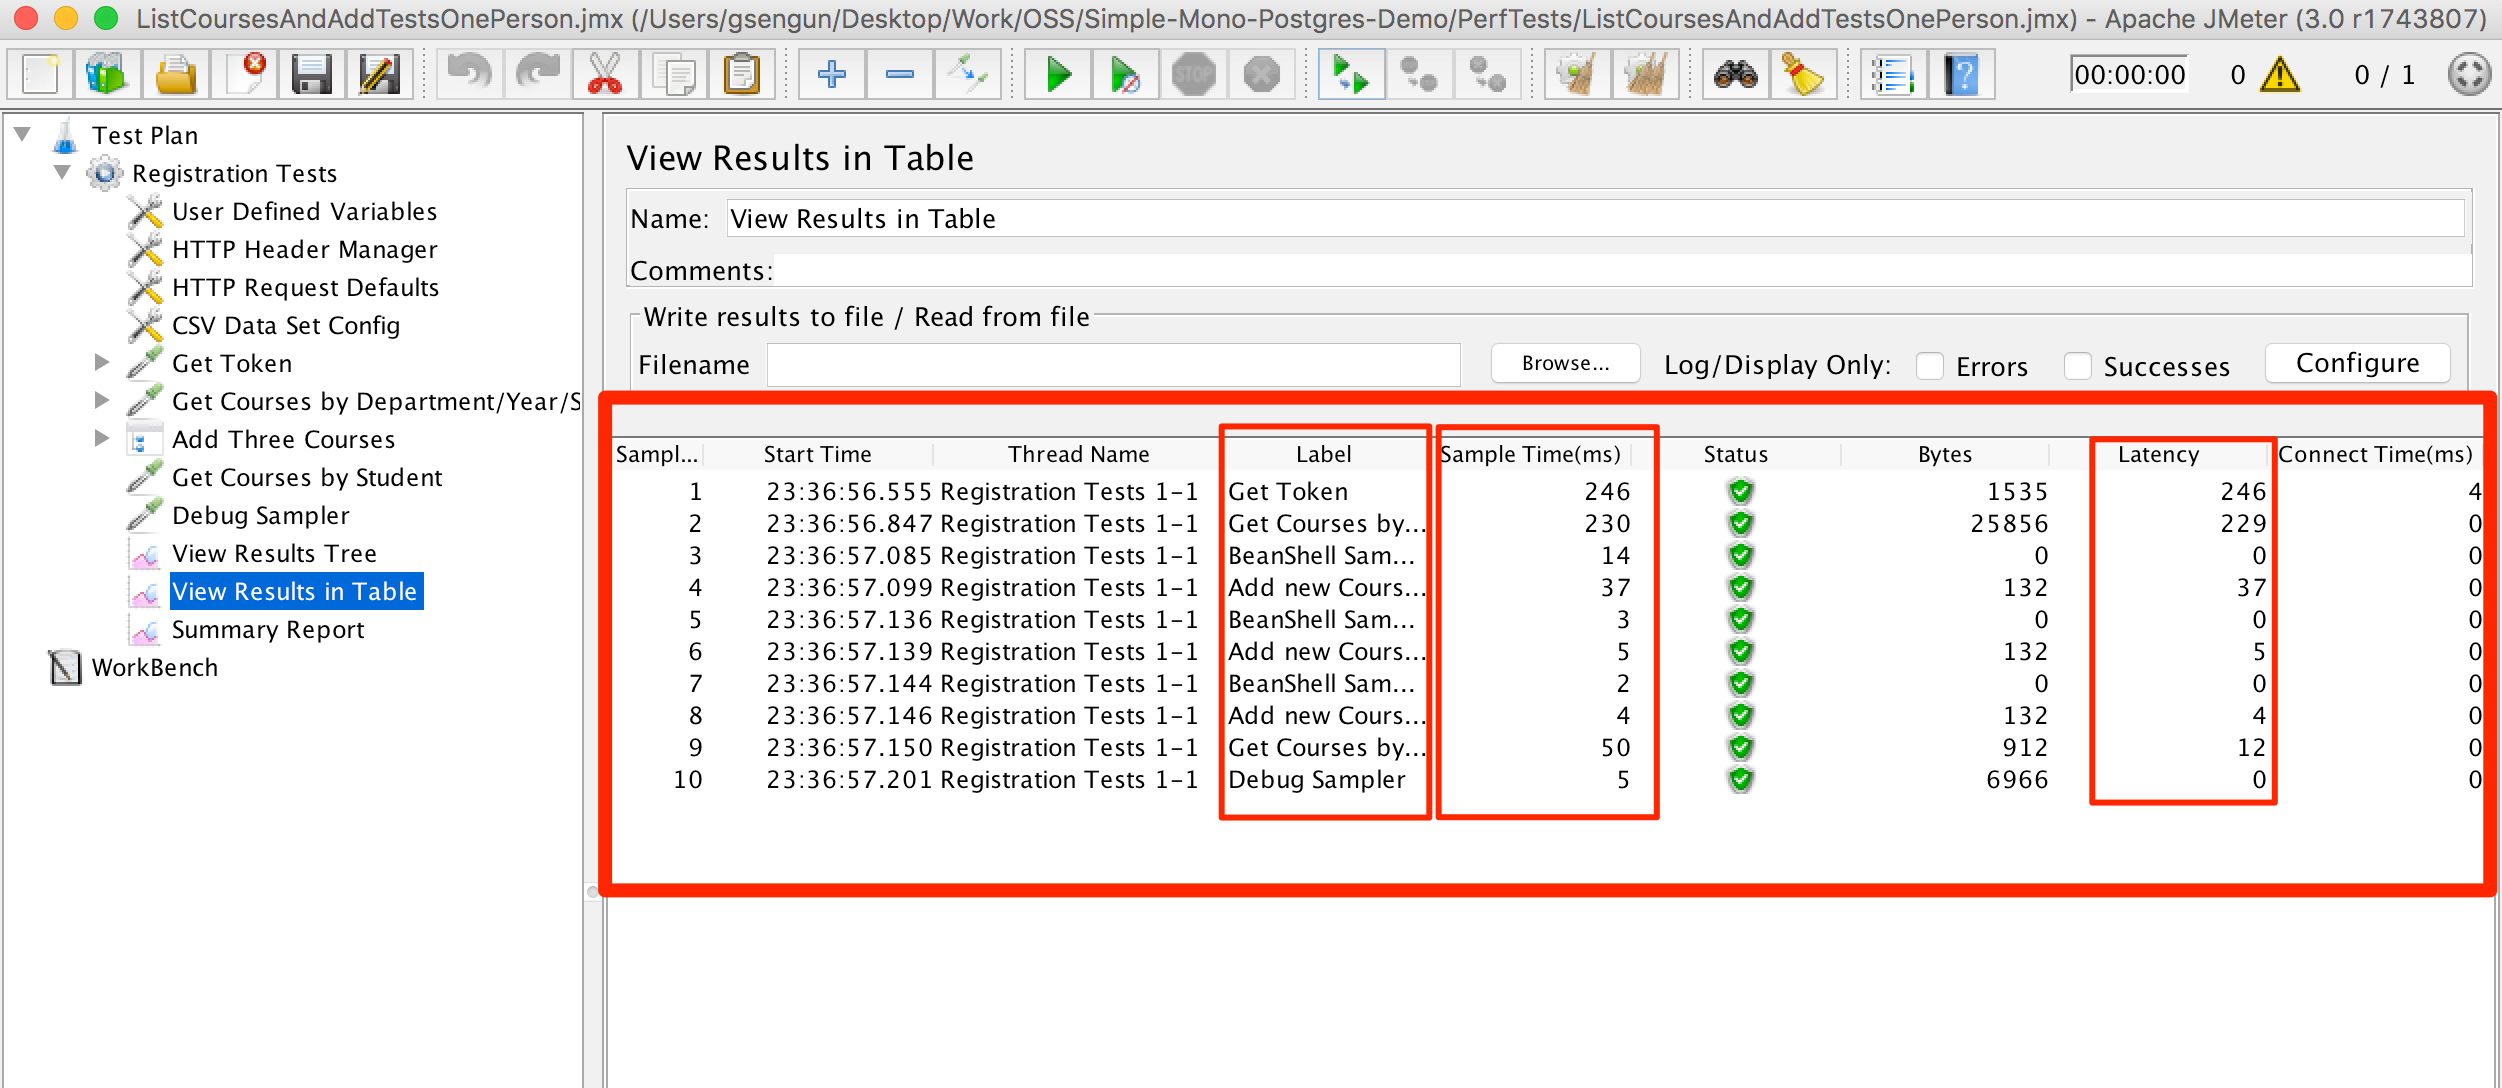 ListCoursesAndAddTestsOnePerson.jmx (/Users/gsengun/Desktop/Work/OSS/Simple-Mono-Postgres-Demo/PerfTests/ListCoursesAndAddTestsOnePerson.jmx) - Apache JMeter (3.0 r1743807)
STOP 00:00:00 0 0 / 1
Test Plan
Registration Tests
User Defined Variables
HTTP Header Manager
HTTP Request Defaults
CSV Data Set Config
Get Token
Get Courses by Department/Year/S
Add Three Courses
Get Courses by Student
Debug Sampler
View Results Tree
View Results in Table
Summary Report
WorkBench
View Results in Table
Name: View Results in Table
Comments:
Write results to file / Read from file
Filename Browse... Log/Display Only: Errors Successes Configure
Sampl... Start Time Thread Name Label Sample Time(ms) Status Bytes Latency Connect Time(ms)
1 23:36:56.555 Registration Tests 1-1 Get Token 246 1535 246 4
2 23:36:56.847 Registration Tests 1-1 Get Courses by... 230 25856 229 0
3 23:36:57.085 Registration Tests 1-1 BeanShell Sam... 14 0 0 0
4 23:36:57.099 Registration Tests 1-1 Add new Cours... 37 132 37 0
5 23:36:57.136 Registration Tests 1-1 BeanShell Sam... 3 0 0 0
6 23:36:57.139 Registration Tests 1-1 Add new Cours... 5 132 5 0
7 23:36:57.144 Registration Tests 1-1 BeanShell Sam... 2 0 0 0
8 23:36:57.146 Registration Tests 1-1 Add new Cours... 4 132 4 0
9 23:36:57.150 Registration Tests 1-1 Get Courses by... 50 912 12 0
10 23:36:57.201 Registration Tests 1-1 Debug Sampler 5 6966 0 0